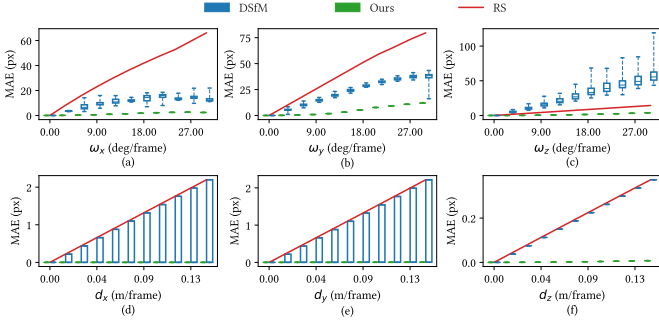 DSfM Ours RS
MAE (px)
60
40
20
0
0.00 9.00 18.00 27.00
ωx (deg/frame)
(a)
MAE (px)
75
50
25
0
0.00 9.00 18.00 27.00
ωy (deg/frame)
(b)
MAE (px)
100
50
0
0.00 9.00 18.00 27.00
ωz (deg/frame)
(c)
MAE (px)
2
1
0
0.00 0.04 0.09 0.13
dx (m/frame)
(d)
MAE (px)
2
1
0
0.00 0.04 0.09 0.13
dy (m/frame)
(e)
MAE (px)
0.2
0.0
0.00 0.04 0.09 0.13
dz (m/frame)
(f)